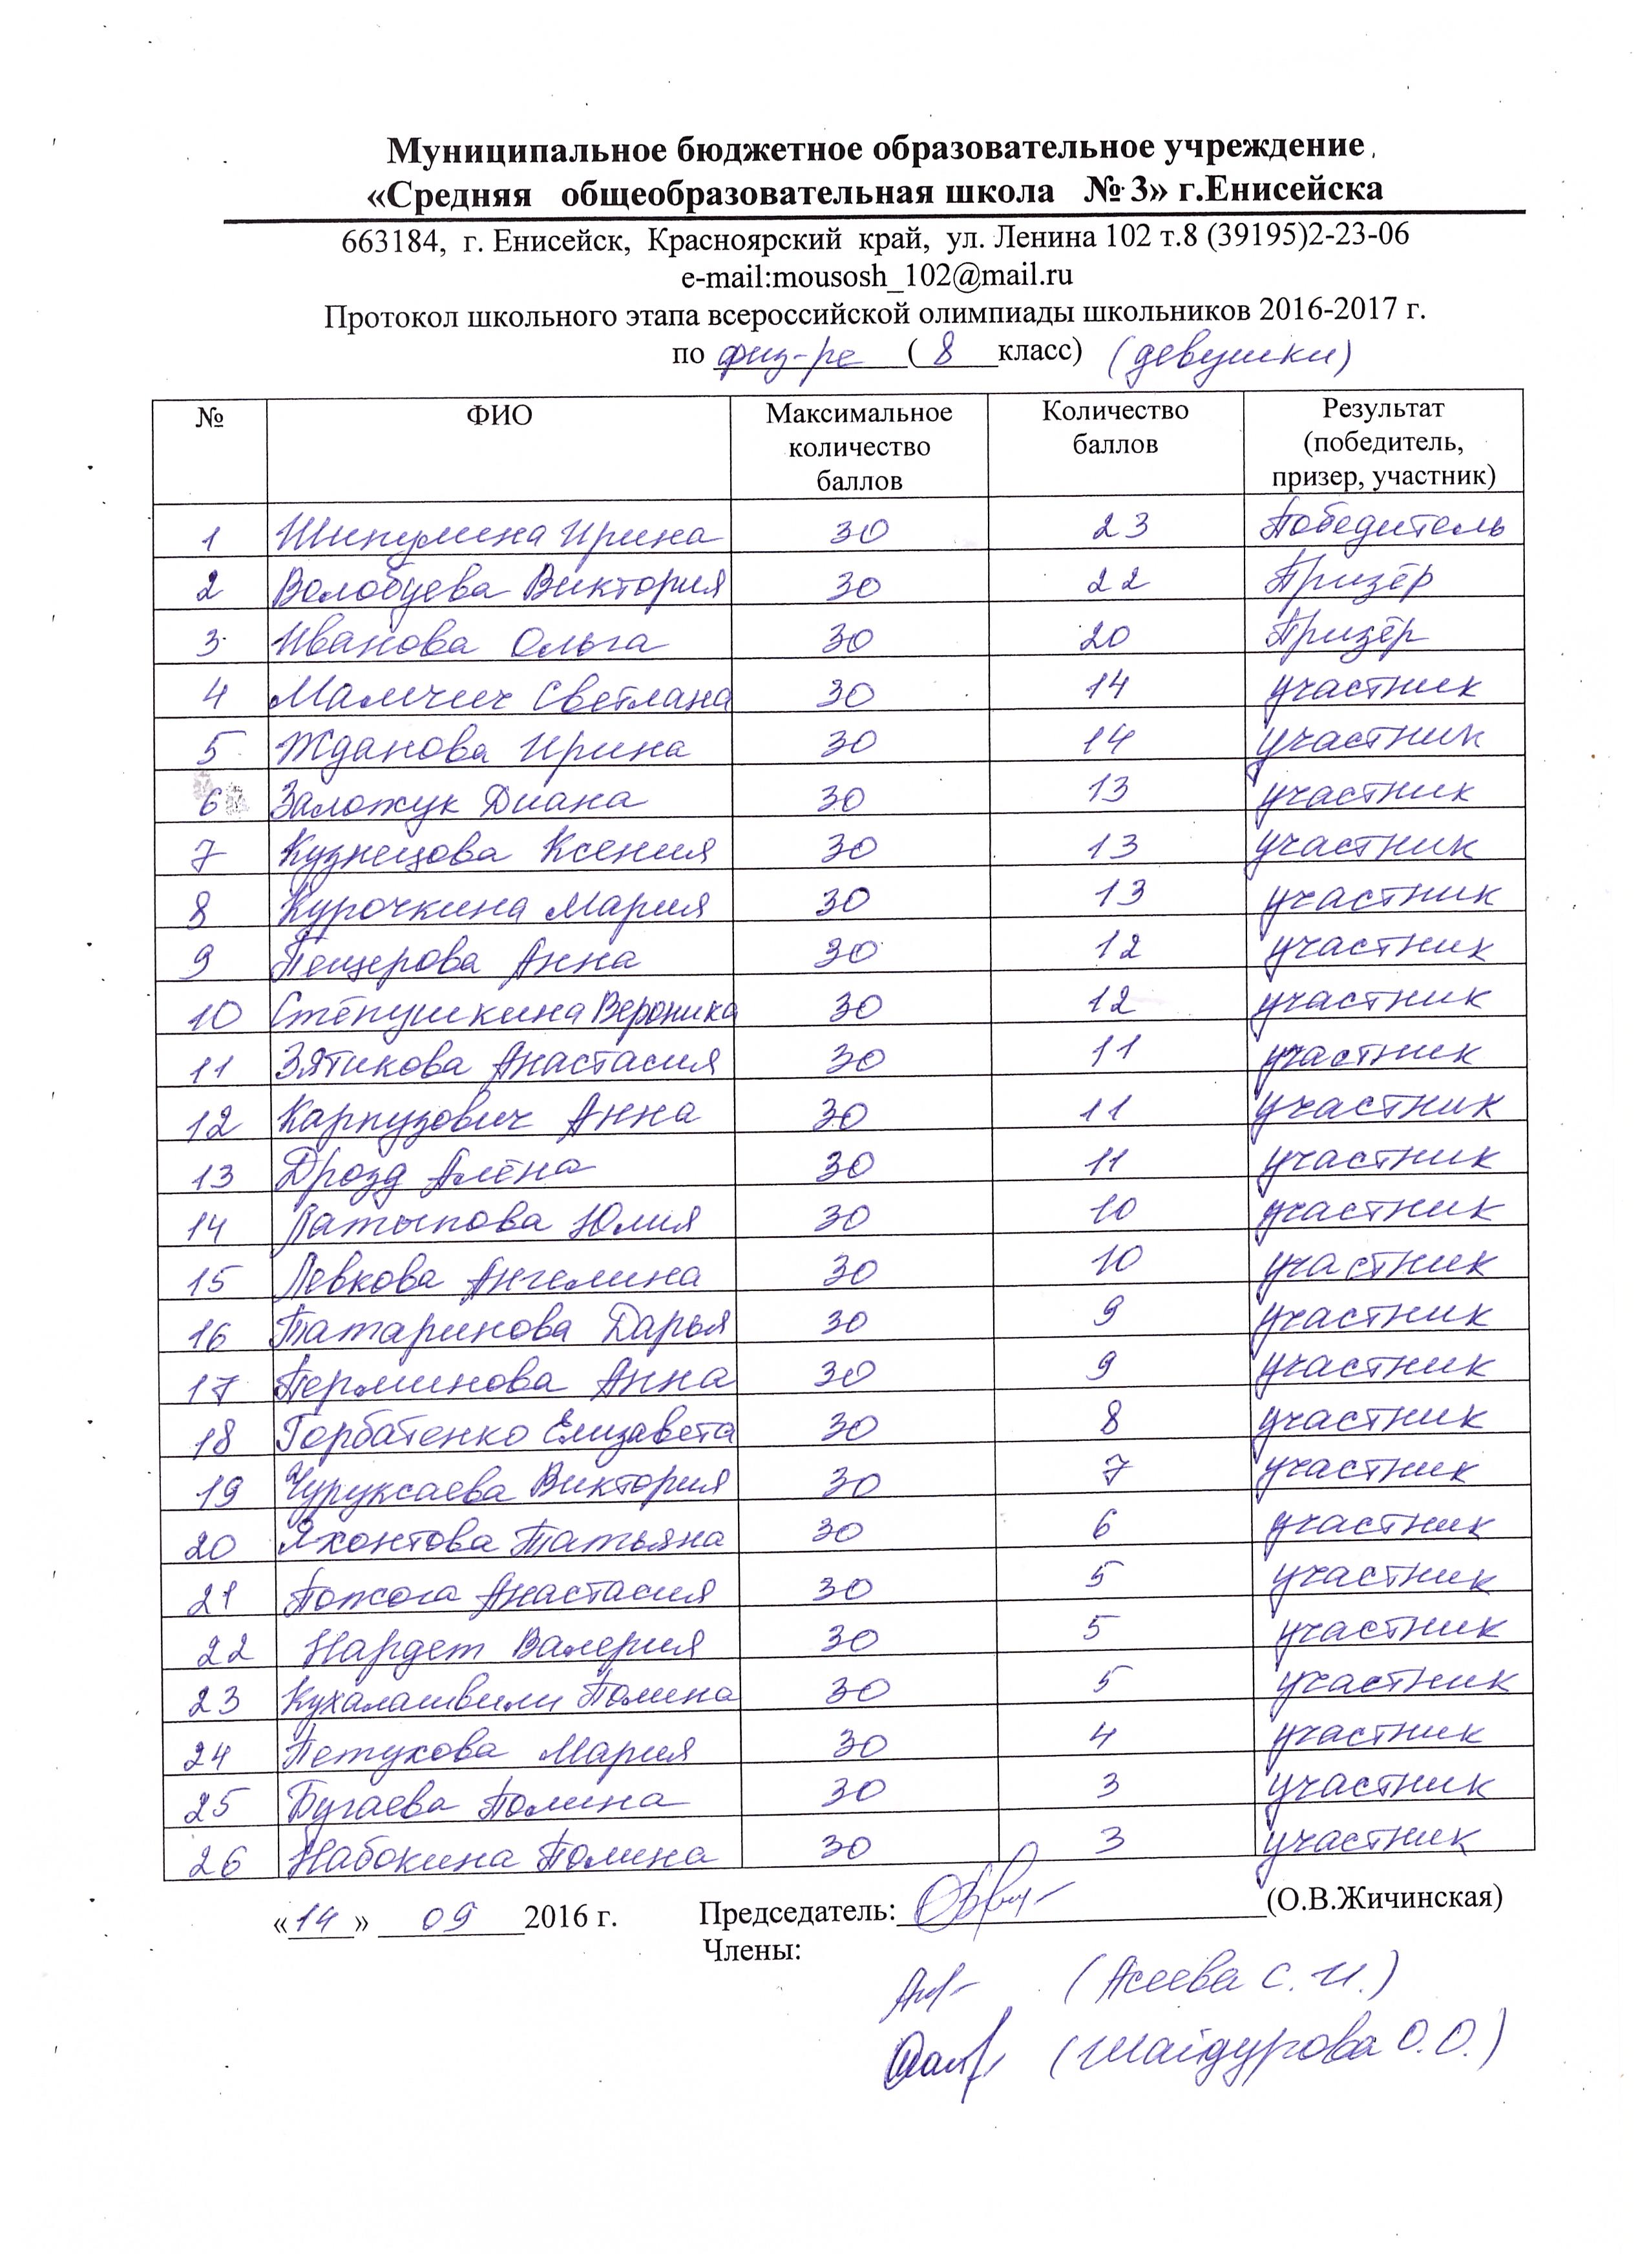 Муниципальное бюджетное образовательное учреждение
«Средняя общеобразовательная школа № 3» г.Енисейска
663184, г. Енисейск, Красноярский край, ул. Ленина 102 т.8 (39195)2-23-06
e-mail:mousosh_102@mail.ru
Протокол школьного этапа всероссийской олимпиады школьников 2016-2017 г.
по физ-ре (8 класс) (девушки)
№ ФИО Максимальное количество баллов Количество баллов Результат (победитель, призер, участник)
1 Шипулина Ирина 30 23 Победитель
2 Волобуева Виктория 30 22 Призёр
3 Иванова Ольга 30 20 Призёр
4 Мамчич Светлана 30 14 участник
5 Жданова Ирина 30 14 участник
6 Заложук Диана 30 13 участник
7 Кузнецова Ксения 30 13 участник
8 Курочкина Мария 30 13 участник
9 Пещерова Анна 30 12 участник
10 Стёпушкина Вероника 30 12 участник
11 Зятикова Анастасия 30 11 участник
12 Карпузович Анна 30 11 участник
13 Дрозд Алёна 30 11 участник
14 Латыпова Юлия 30 10 участник
15 Левкова Ангелина 30 10 участник
16 Татаринова Дарья 30 9 участник
17 Перминова Анна 30 9 участник
18 Горбатенко Елизавета 30 8 участник
19 Чуруксаева Виктория 30 7 участник
20 Яхонтова Татьяна 30 6 участник
21 Пожога Анастасия 30 5 участник
22 Нардет Валерия 30 5 участник
23 Кухалашвили Полина 30 5 участник
24 Петухова Мария 30 4 участник
25 Бугаева Полина 30 3 участник
26 Набокина Полина 30 3 участник
«14» 09 2016 г. Председатель: (О.В.Жичинская)
Члены:
(Асеева С. И.)
(Шайдурова О. О.)